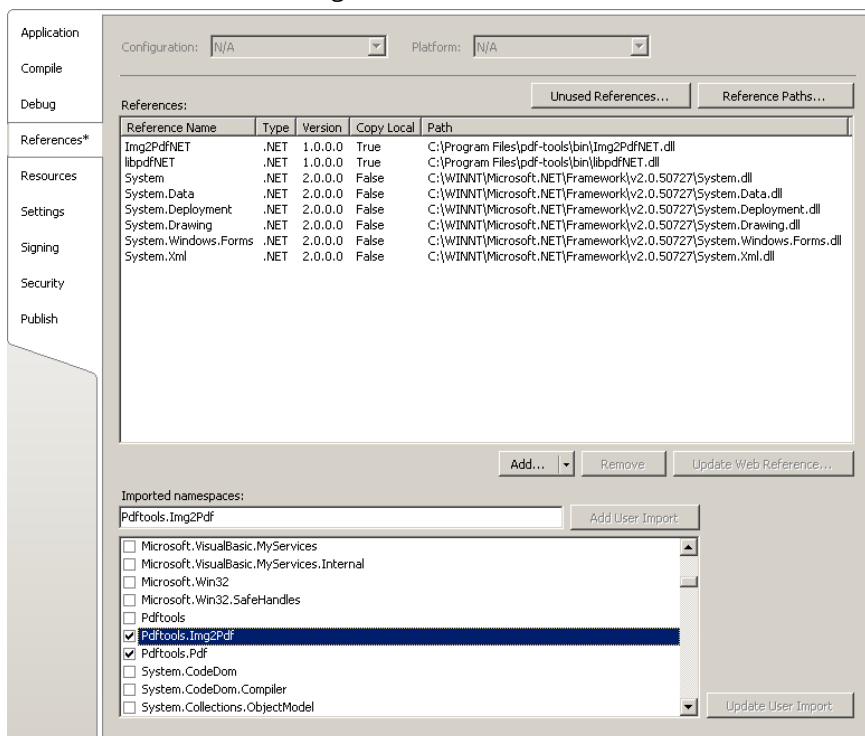 Application
Configuration: N/A Platform: N/A
Compile
Debug
Unused References... Reference Paths...
References:
References*
Reference Name Type Version Copy Local Path
Img2PdfNET .NET 1.0.0.0 True C:\Program Files\pdf-tools\bin\Img2PdfNET.dll
libpdfNET .NET 1.0.0.0 True C:\Program Files\pdf-tools\bin\libpdfNET.dll
System .NET 2.0.0.0 False C:\WINNT\Microsoft.NET\Framework\v2.0.50727\System.dll
System.Data .NET 2.0.0.0 False C:\WINNT\Microsoft.NET\Framework\v2.0.50727\System.Data.dll
System.Deployment .NET 2.0.0.0 False C:\WINNT\Microsoft.NET\Framework\v2.0.50727\System.Deployment.dll
System.Drawing .NET 2.0.0.0 False C:\WINNT\Microsoft.NET\Framework\v2.0.50727\System.Drawing.dll
System.Windows.Forms .NET 2.0.0.0 False C:\WINNT\Microsoft.NET\Framework\v2.0.50727\System.Windows.Forms.dll
System.Xml .NET 2.0.0.0 False C:\WINNT\Microsoft.NET\Framework\v2.0.50727\System.Xml.dll
Resources
Settings
Signing
Security
Publish
Add... Remove Update Web Reference...
Imported namespaces:
Pdftools.Img2Pdf Add User Import
Microsoft.VisualBasic.MyServices
Microsoft.VisualBasic.MyServices.Internal
Microsoft.Win32
Microsoft.Win32.SafeHandles
Pdftools
Pdftools.Img2Pdf
Pdftools.Pdf
System.CodeDom
System.CodeDom.Compiler
System.Collections.ObjectModel Update User Import